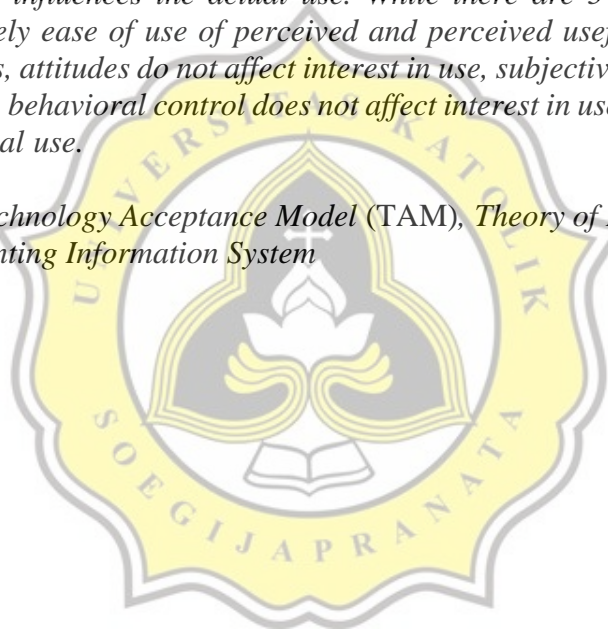 influences the actual use. While there are 3
ely ease of use of perceived and perceived usef
s, attitudes do not affect interest in use, subjectiv
behavioral control does not affect interest in use
al use.
chnology Acceptance Model (TAM), Theory of
nting Information System
UNIVERSITAS KATOLIK
SOEGIJAPRANATA